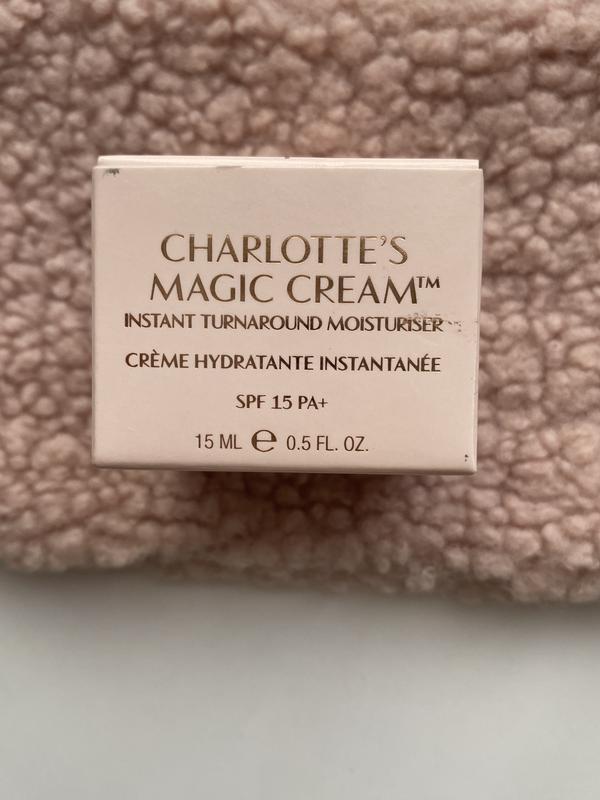 CHARLOTTE'S
MAGIC CREAM™
INSTANT TURNAROUND MOISTURISER
CRÈME HYDRATANTE INSTANTANÉE
SPF 15 PA+
15 ML ℮ 0.5 FL. OZ.